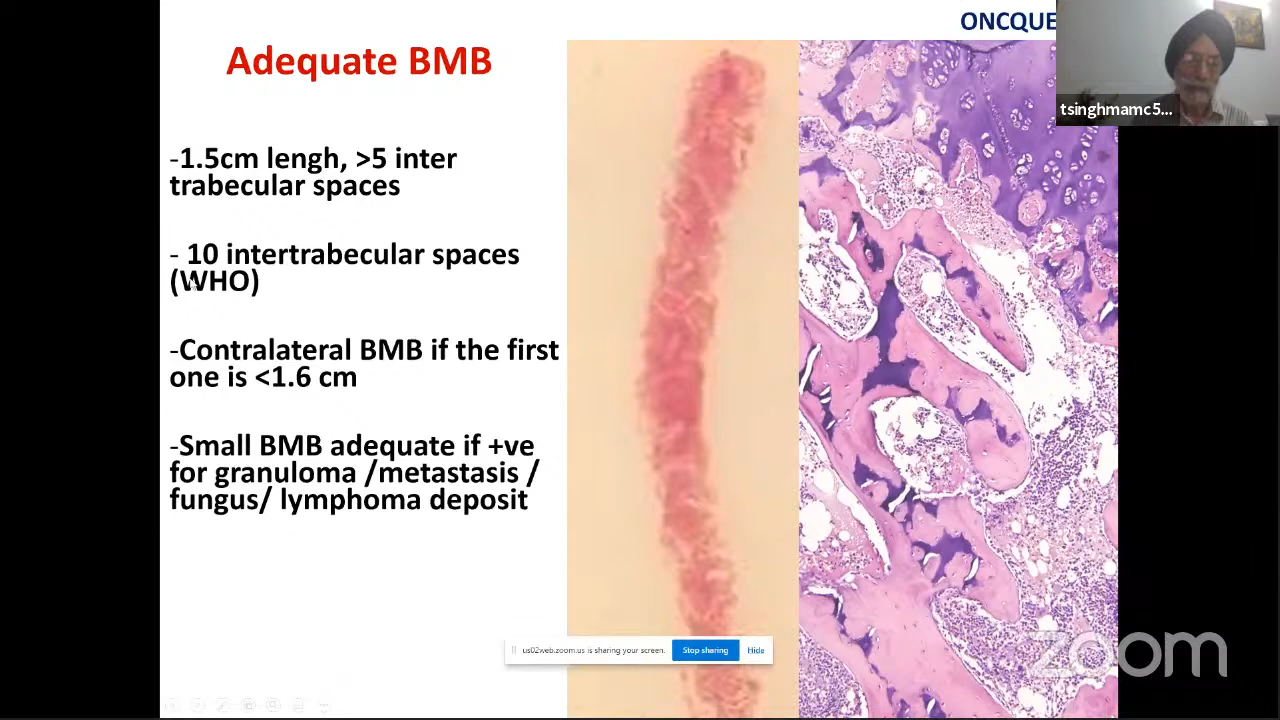 ONCQUE
Adequate BMB
tsinghmamc5...
-1.5cm lengh, >5 inter
trabecular spaces
- 10 intertrabecular spaces
(WHO)
-Contralateral BMB if the first
one is <1.6 cm
-Small BMB adequate if +ve
for granuloma /metastasis /
fungus/ lymphoma deposit
us02web.zoom.us is sharing your screen.
Stop sharing
Hide
zoom